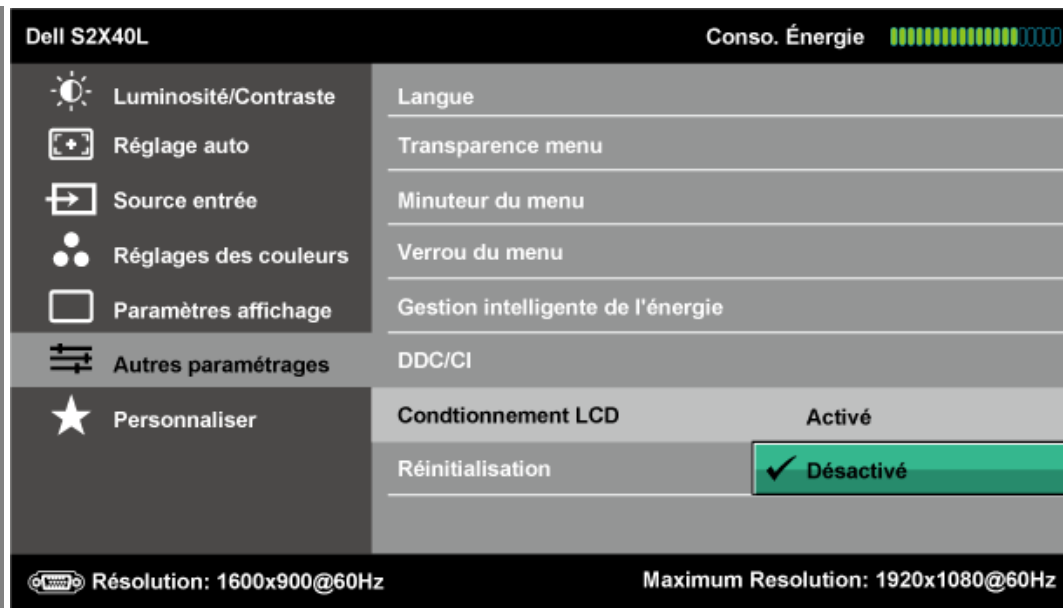 Dell S2X40L Conso. Énergie
Luminosité/Contraste
Réglage auto
Source entrée
Réglages des couleurs
Paramètres affichage
Autres paramétrages
Personnaliser
Langue
Transparence menu
Minuteur du menu
Verrou du menu
Gestion intelligente de l'énergie
DDC/CI
Condtionnement LCD Activé
Réinitialisation Désactivé
Résolution: 1600x900@60Hz Maximum Resolution: 1920x1080@60Hz